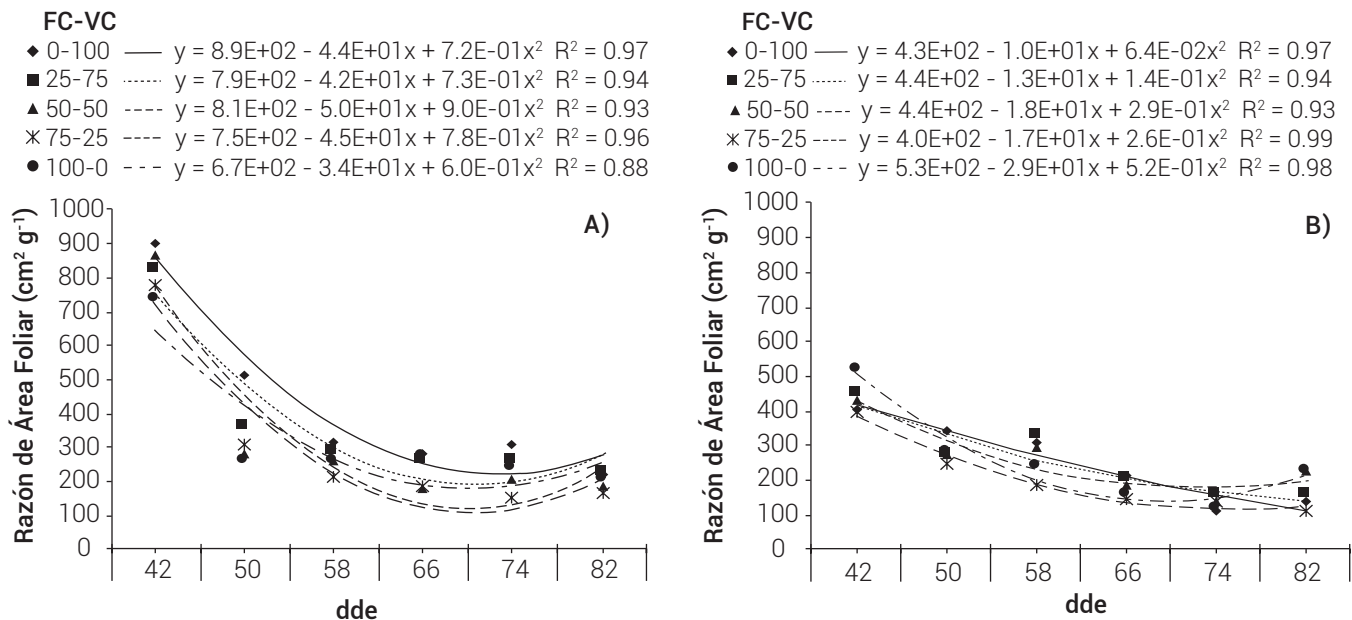 FC-VC
0-100 y = 8.9E+02 - 4.4E+01x + 7.2E-01x² R² = 0.97
25-75 y = 7.9E+02 - 4.2E+01x + 7.3E-01x² R² = 0.94
50-50 y = 8.1E+02 - 5.0E+01x + 9.0E-01x² R² = 0.93
75-25 y = 7.5E+02 - 4.5E+01x + 7.8E-01x² R² = 0.96
100-0 y = 6.7E+02 - 3.4E+01x + 6.0E-01x² R² = 0.88
A)
Razón de Área Foliar (cm² g⁻¹)
1000
900
800
700
600
500
400
300
200
100
0
42 50 58 66 74 82
dde
FC-VC
0-100 y = 4.3E+02 - 1.0E+01x + 6.4E-02x² R² = 0.97
25-75 y = 4.4E+02 - 1.3E+01x + 1.4E-01x² R² = 0.94
50-50 y = 4.4E+02 - 1.8E+01x + 2.9E-01x² R² = 0.93
75-25 y = 4.0E+02 - 1.7E+01x + 2.6E-01x² R² = 0.99
100-0 y = 5.3E+02 - 2.9E+01x + 5.2E-01x² R² = 0.98
B)
Razón de Área Foliar (cm² g⁻¹)
1000
900
800
700
600
500
400
300
200
100
0
42 50 58 66 74 82
dde